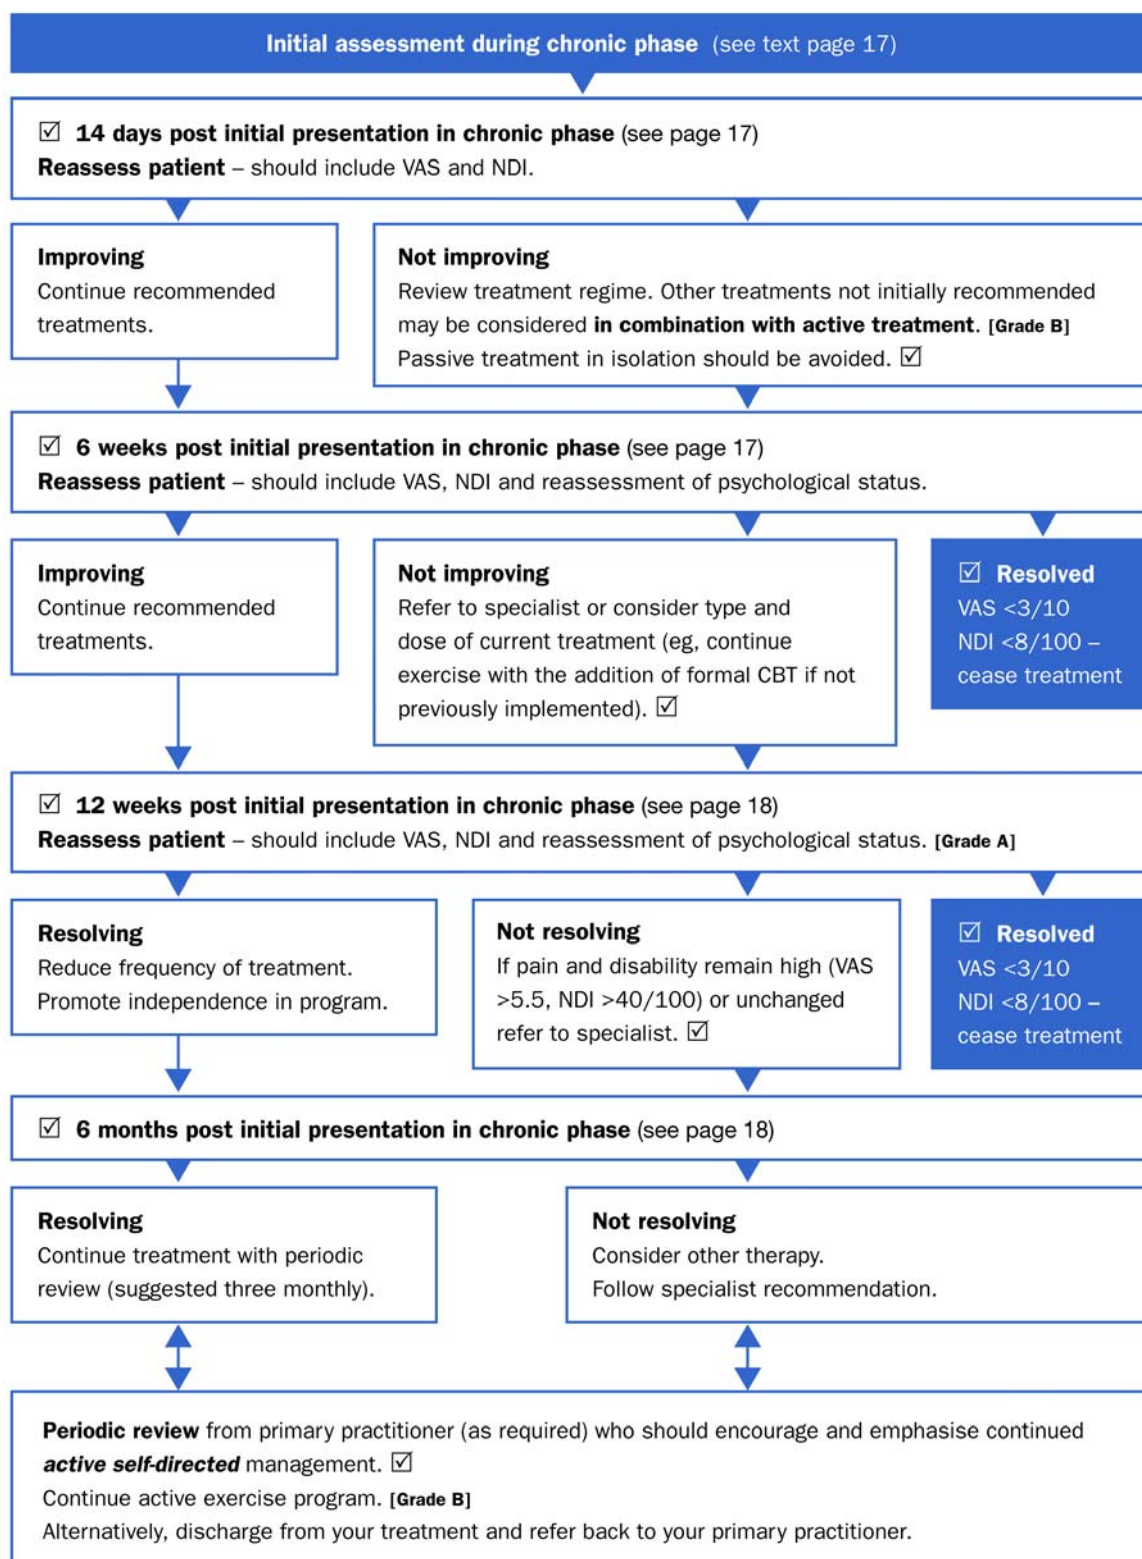 Initial assessment during chronic phase (see text page 17)
☑ 14 days post initial presentation in chronic phase (see page 17)
Reassess patient – should include VAS and NDI.
Improving
Continue recommended
treatments.
Not improving
Review treatment regime. Other treatments not initially recommended
may be considered in combination with active treatment. [Grade B]
Passive treatment in isolation should be avoided. ☑
☑ 6 weeks post initial presentation in chronic phase (see page 17)
Reassess patient – should include VAS, NDI and reassessment of psychological status.
Improving
Continue recommended
treatments.
Not improving
Refer to specialist or consider type and
dose of current treatment (eg, continue
exercise with the addition of formal CBT if not
previously implemented). ☑
☑ Resolved
VAS <3/10
NDI <8/100 –
cease treatment
☑ 12 weeks post initial presentation in chronic phase (see page 18)
Reassess patient – should include VAS, NDI and reassessment of psychological status. [Grade A]
Resolving
Reduce frequency of treatment.
Promote independence in program.
Not resolving
If pain and disability remain high (VAS
>5.5, NDI >40/100) or unchanged
refer to specialist. ☑
☑ Resolved
VAS <3/10
NDI <8/100 –
cease treatment
☑ 6 months post initial presentation in chronic phase (see page 18)
Resolving
Continue treatment with periodic
review (suggested three monthly).
Not resolving
Consider other therapy.
Follow specialist recommendation.
Periodic review from primary practitioner (as required) who should encourage and emphasise continued
active self-directed management. ☑
Continue active exercise program. [Grade B]
Alternatively, discharge from your treatment and refer back to your primary practitioner.